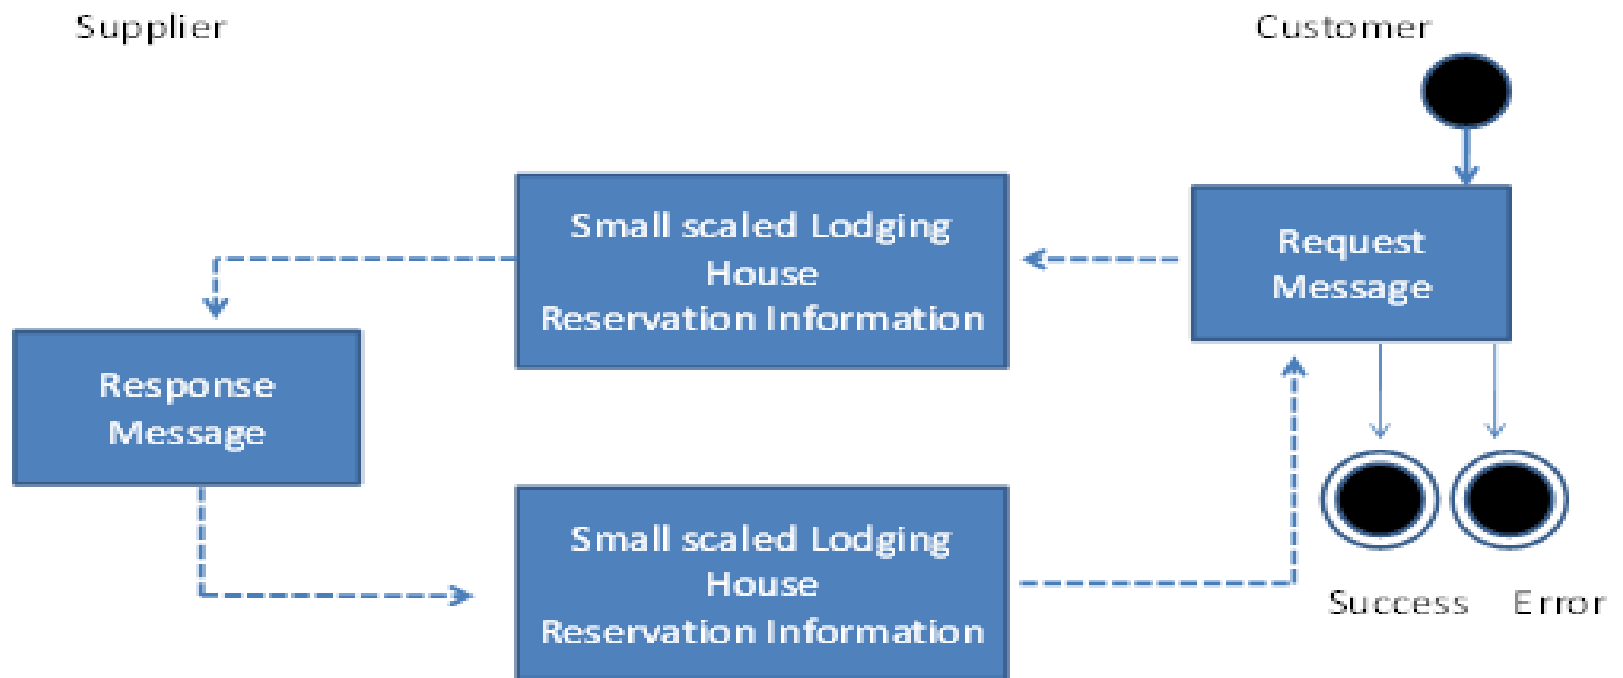 Supplier
Customer
Small scaled Lodging
House
Reservation Information
Request
Message
Response
Message
Small scaled Lodging
House
Reservation Information
Success
Error